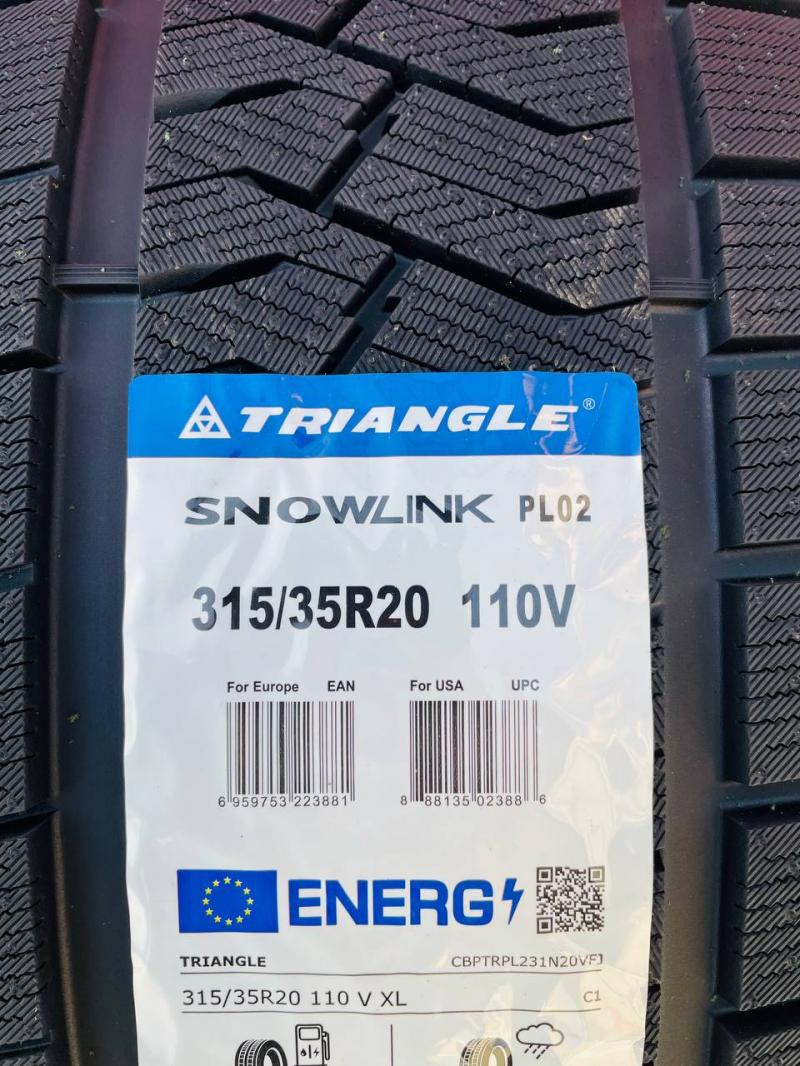 TRIANGLE®
SNOWLINK PL02
315/35R20 110V
For Europe EAN For USA UPC
6 959753 223881 8 88135 02388 6
ENERG
TRIANGLE CBPTRPL231N20VFJ
315/35R20 110 V XL C1